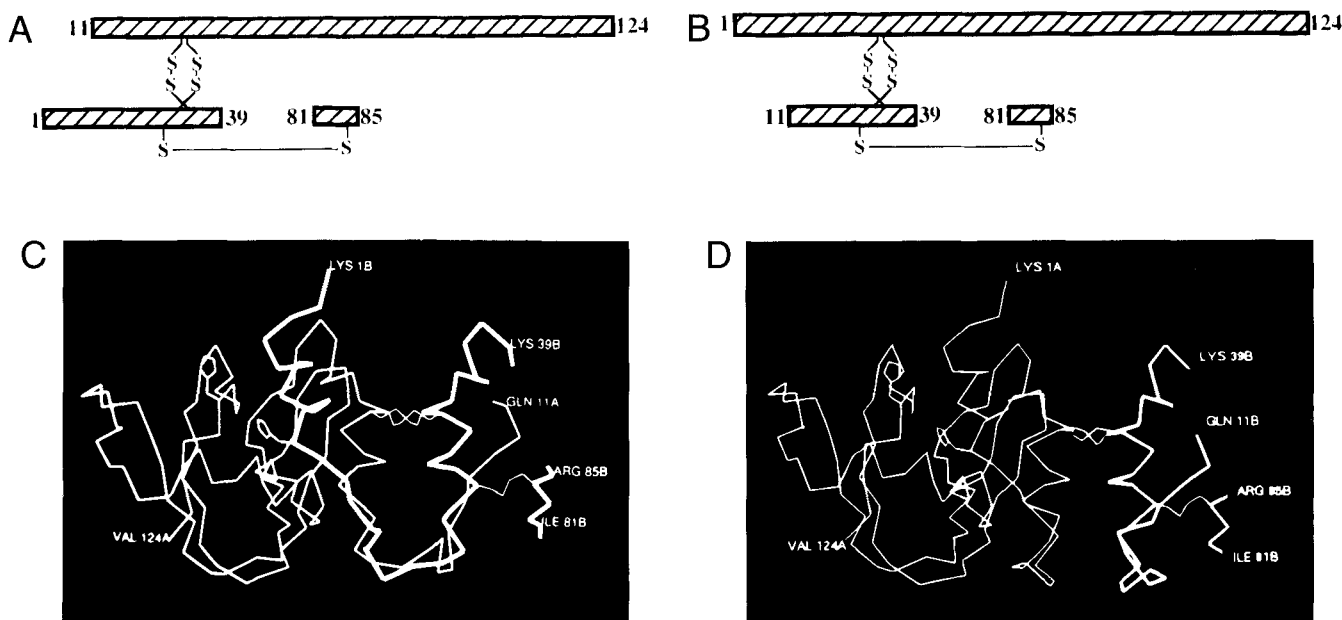 A
11
124
S S
S S
1
39
81
85
S
S
B
1
124
S S
S S
11
39
81
85
S
S
C
LYS 1B
LYS 39B
GLN 11A
ARG 85B
ILE 81B
VAL 124A
D
LYS 1A
LYS 39B
GLN 11B
ARG 85B
ILE 81B
VAL 124A